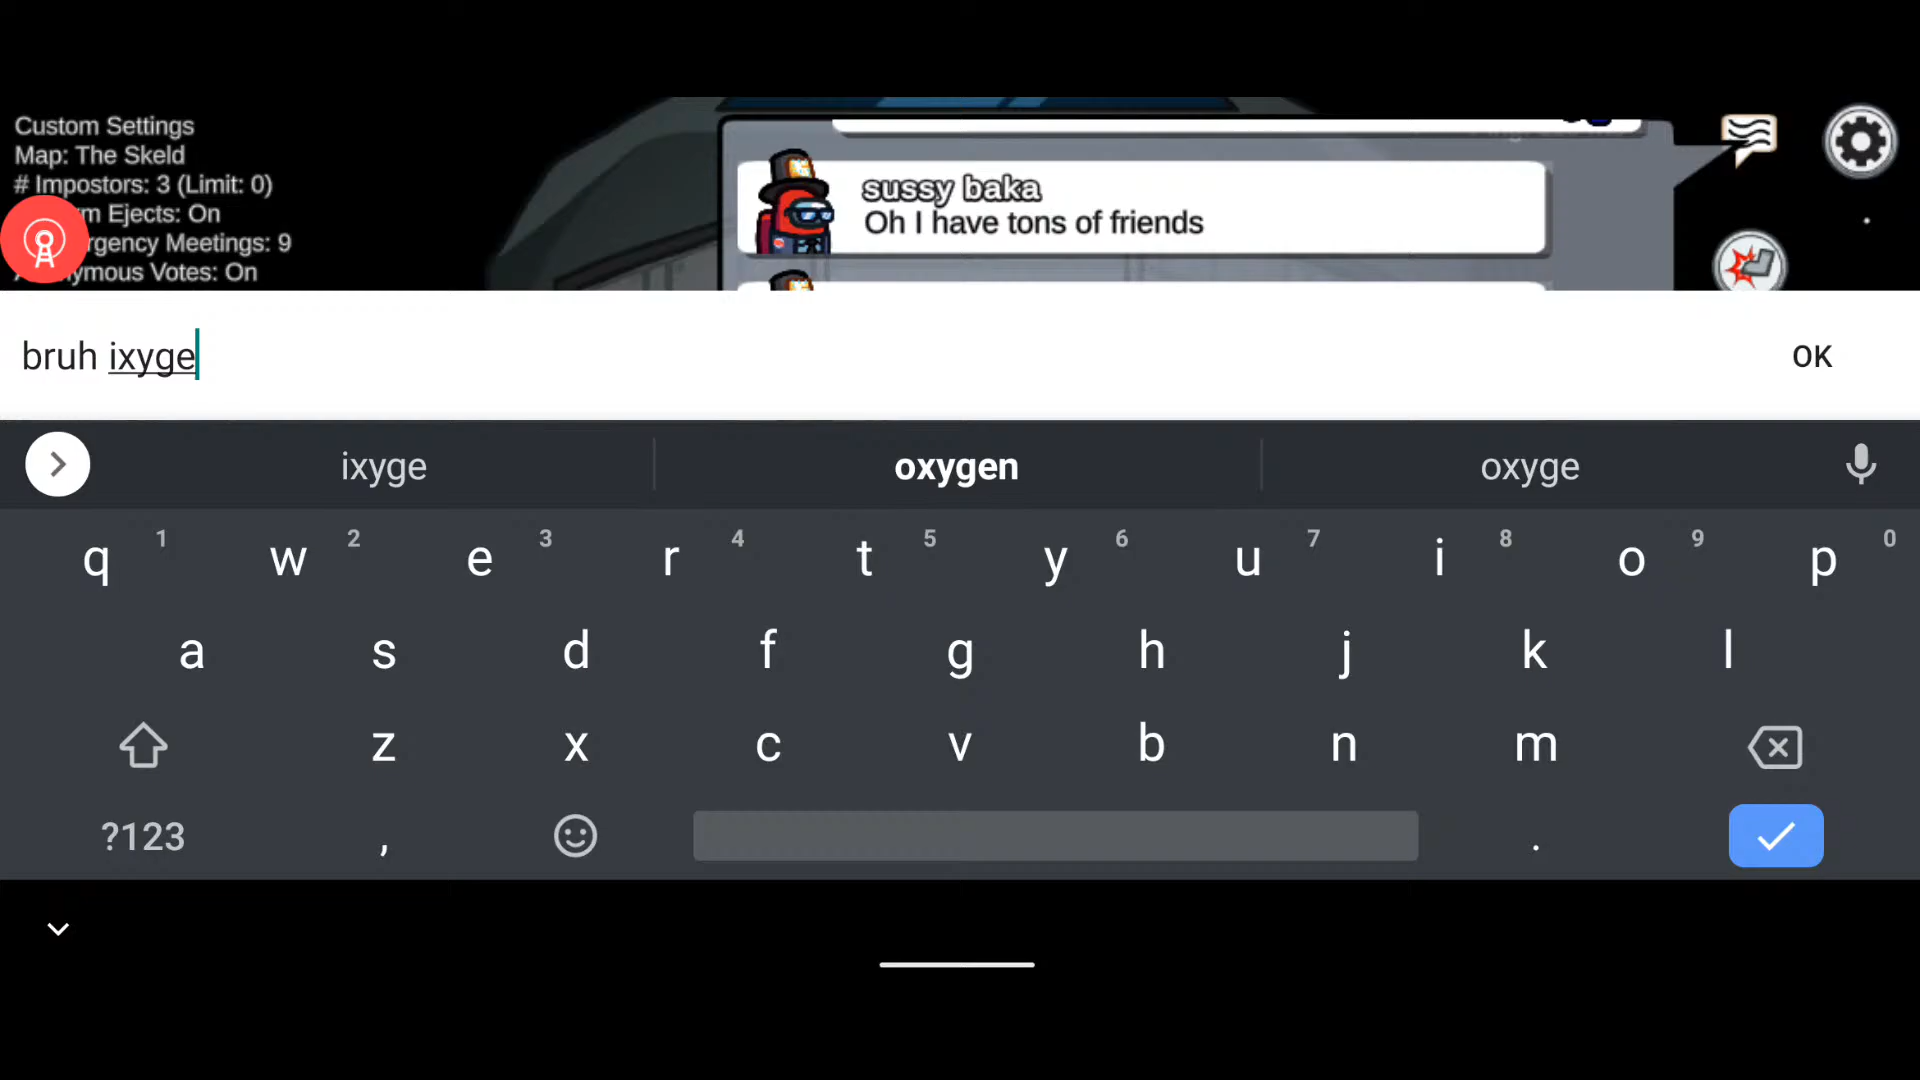 Custom Settings
Map: The Skeld
# Impostors: 3 (Limit: 0)
m Ejects: On
rgency Meetings: 9
nymous Votes: On
sussy baka
Oh I have tons of friends
bruh ixyge
OK
ixyge oxygen oxyge
q 1 w 2 e 3 r 4 t 5 y 6 u 7 i 8 o 9 p 0
a s d f g h j k l
z x c v b n m
?123 , .